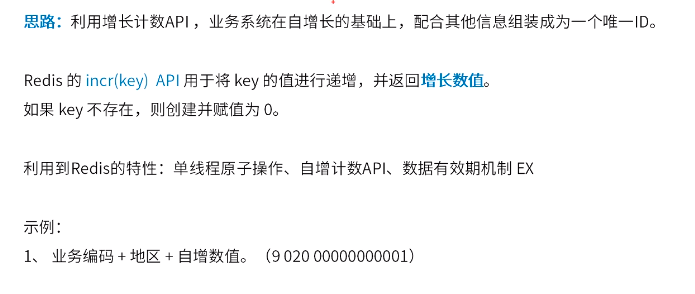 思路：利用增长计数API ，业务系统在自增长的基础上，配合其他信息组装成为一个唯一ID。
Redis 的 incr(key)  API 用于将 key 的值进行递增，并返回增长数值。
如果 key 不存在，则创建并赋值为 0。
利用到Redis的特性：单线程原子操作、自增计数API、数据有效期机制 EX
示例：
1、 业务编码 + 地区 + 自增数值。（9 020 00000000001）